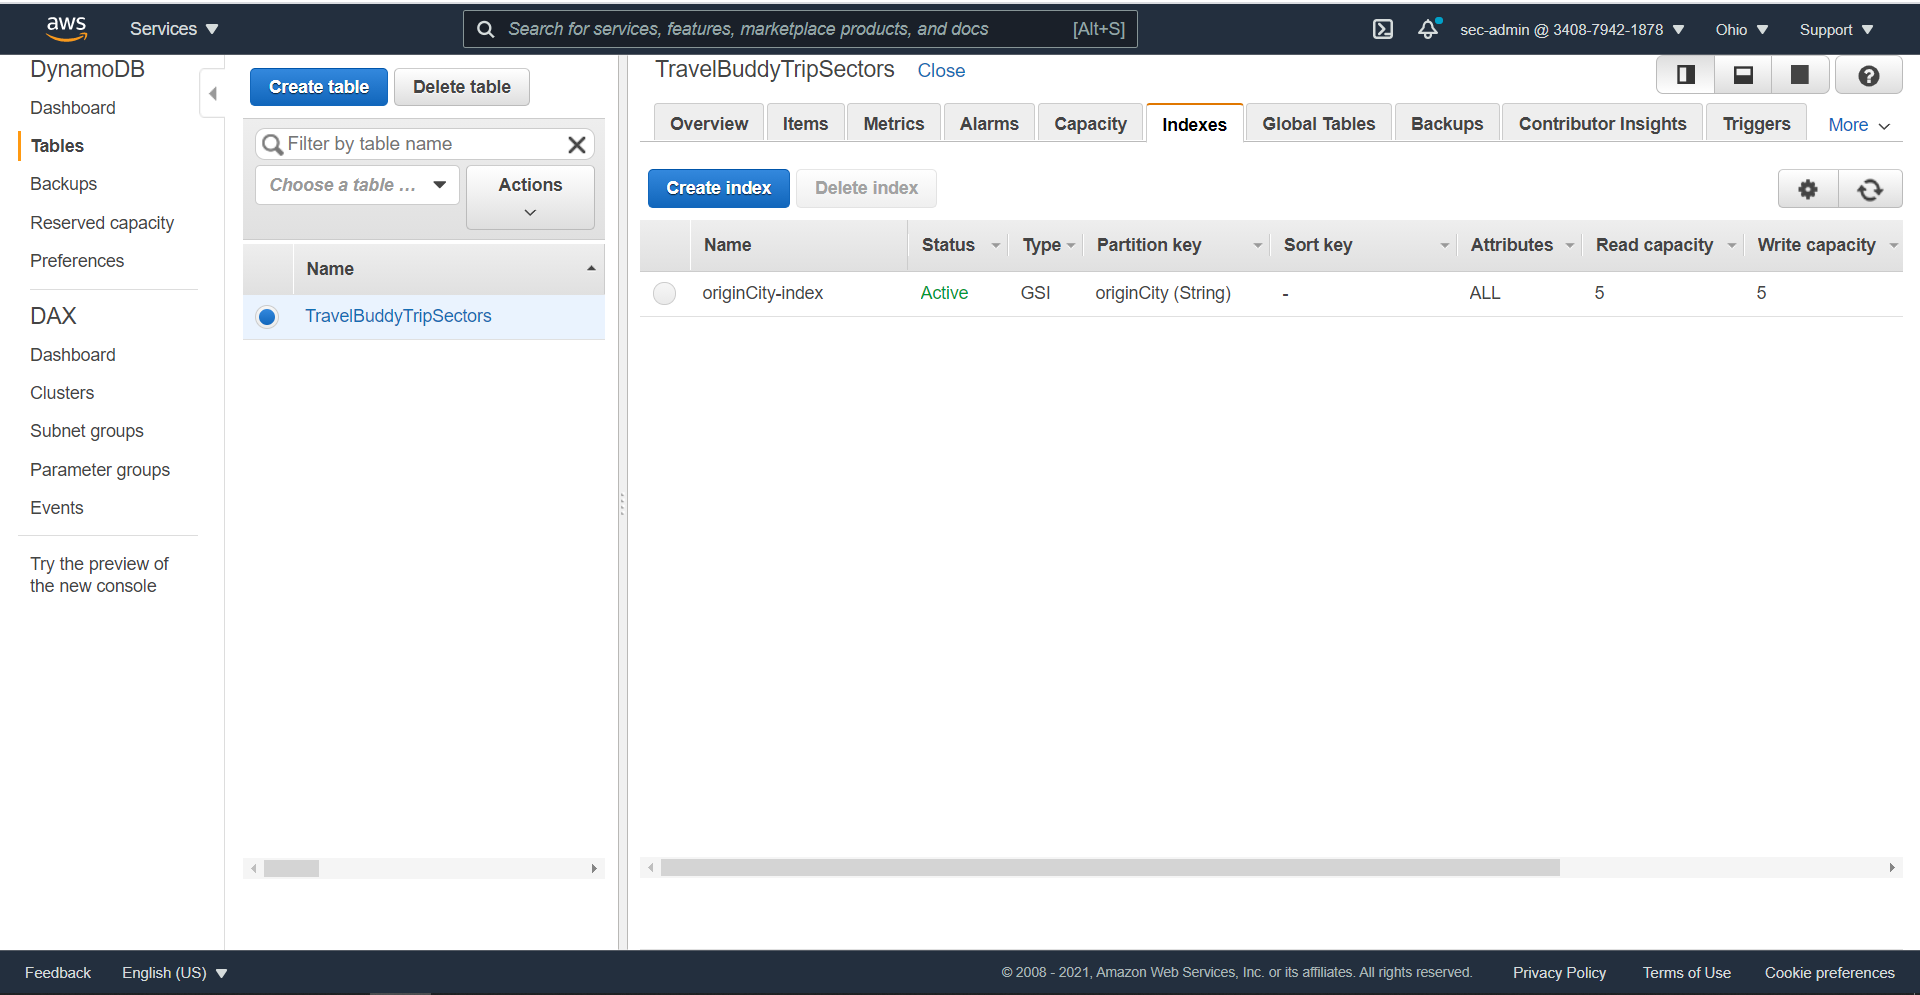 aws
Services
Search for services, features, marketplace products, and docs
[Alt+S]
sec-admin @ 3408-7942-1878
Ohio
Support
DynamoDB
Dashboard
Tables
Backups
Reserved capacity
Preferences
DAX
Dashboard
Clusters
Subnet groups
Parameter groups
Events
Try the preview of
the new console
Create table
Delete table
Filter by table name
Choose a table ...
Actions
Name
TravelBuddyTripSectors
TravelBuddyTripSectors
Close
Overview
Items
Metrics
Alarms
Capacity
Indexes
Global Tables
Backups
Contributor Insights
Triggers
More
Create index
Delete index
Name
Status
Type
Partition key
Sort key
Attributes
Read capacity
Write capacity
originCity-index
Active
GSI
originCity (String)
-
ALL
5
5
Feedback
English (US)
© 2008 - 2021, Amazon Web Services, Inc. or its affiliates. All rights reserved.
Privacy Policy
Terms of Use
Cookie preferences